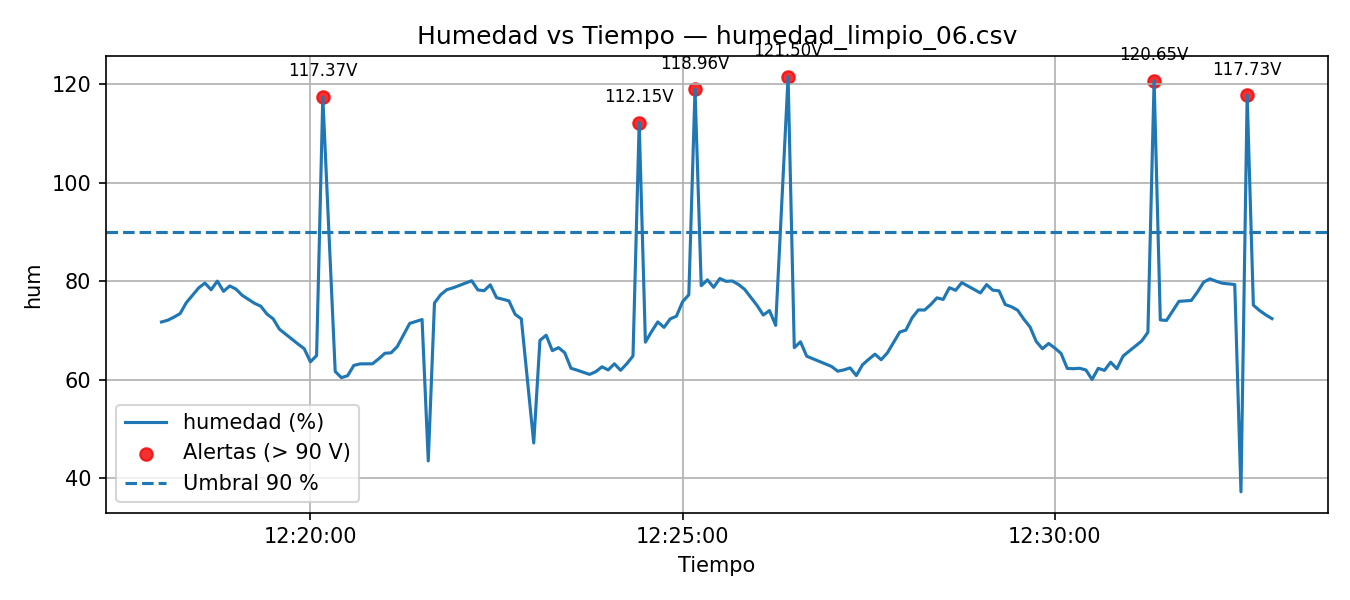 Humedad vs Tiempo — humedad_limpio_06.csv
117.37V
112.15V
118.96V
121.50V
120.65V
117.73V
120
100
80
60
40
hum
humedad (%)
Alertas (> 90 V)
Umbral 90 %
12:20:00
12:25:00
12:30:00
Tiempo